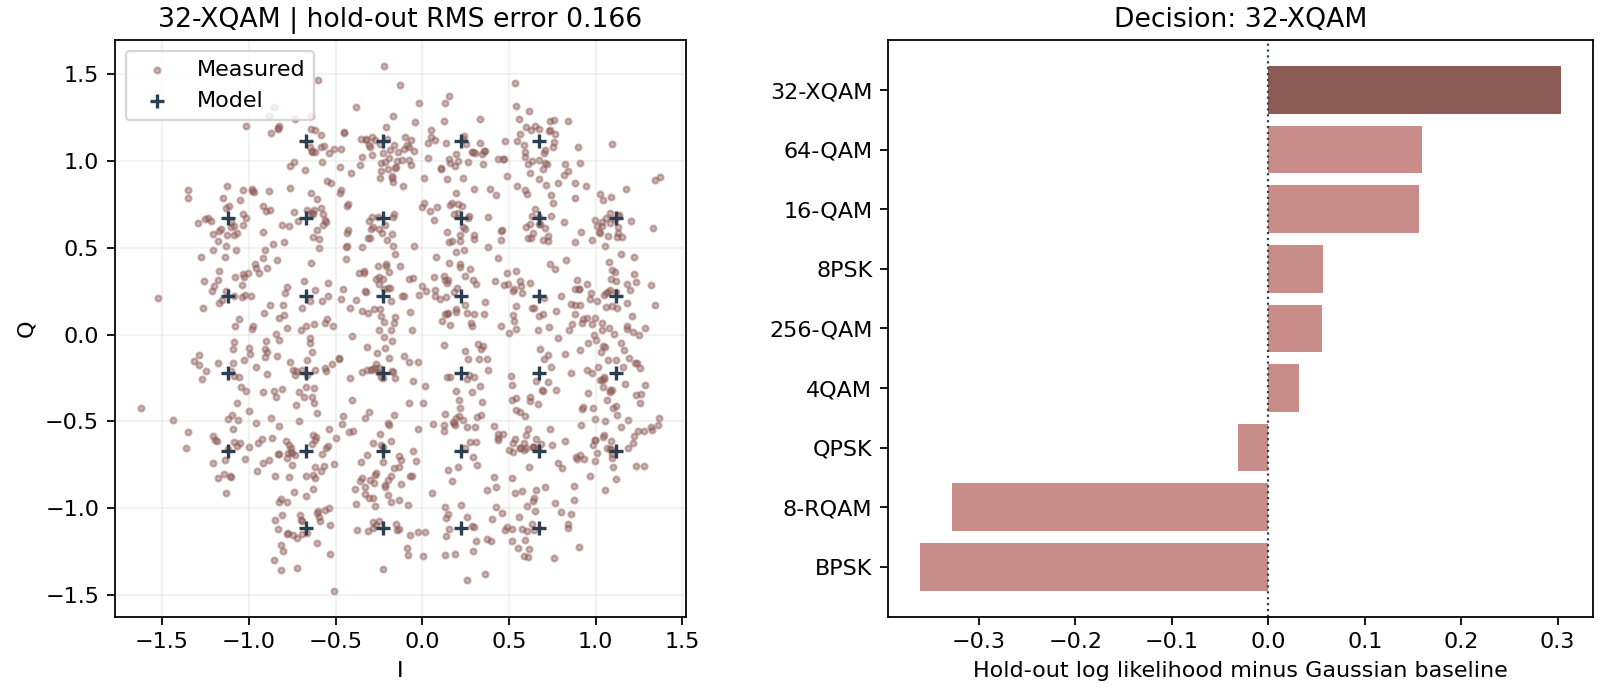 32-XQAM | hold-out RMS error 0.166
Measured
Model
1.5
1.0
0.5
0.0
−0.5
−1.0
−1.5
Q
−1.5
−1.0
−0.5
0.0
0.5
1.0
1.5
I
Decision: 32-XQAM
32-XQAM
64-QAM
16-QAM
8PSK
256-QAM
4QAM
QPSK
8-RQAM
BPSK
−0.3
−0.2
−0.1
0.0
0.1
0.2
0.3
Hold-out log likelihood minus Gaussian baseline